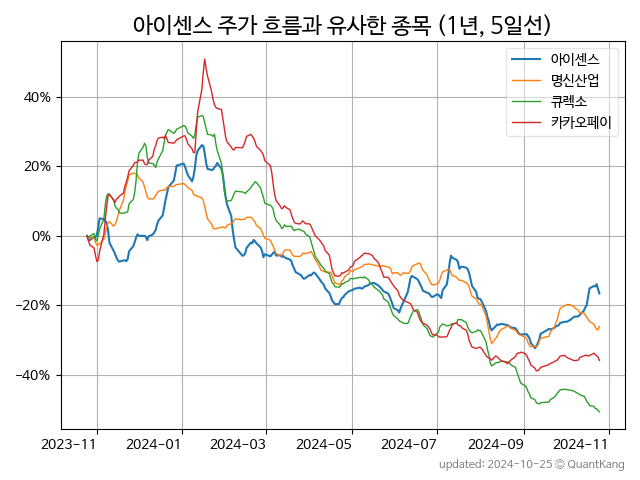 아이센스 주가 흐름과 유사한 종목 (1년, 5일선)
아이센스
명신산업
큐렉소
카카오페이
40%
20%
0%
−20%
−40%
2023-11
2024-01
2024-03
2024-05
2024-07
2024-09
2024-11
updated: 2024-10-25 © QuantKang